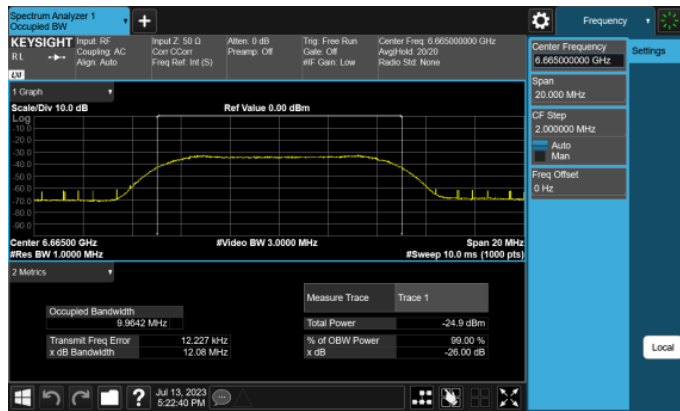 Spectrum Analyzer 1
Occupied BW
+
Frequency
KEYSIGHT
Input: RF
Input Z: 50 Ω
Atten: 0 dB
Trig: Free Run
Center Freq: 6.665000000 GHz
RL
Coupling: AC
Corr CCorr
Preamp: Off
Gate: Off
Avg|Hold: 20/20
Align: Auto
Freq Ref: Int (S)
#IF Gain: Low
Radio Std: None
LXI
Center Frequency
6.665000000 GHz
Settings
Span
20.000 MHz
CF Step
2.000000 MHz
Auto
Man
Freq Offset
0 Hz
Local
1 Graph
Scale/Div 10.0 dB
Ref Value 0.00 dBm
Log
-10.0
-20.0
-30.0
-40.0
-50.0
-60.0
-70.0
-80.0
-90.0
Center 6.66500 GHz
#Video BW 3.0000 MHz
Span 20 MHz
#Res BW 1.0000 MHz
#Sweep 10.0 ms (1000 pts)
2 Metrics
Measure Trace
Trace 1
Occupied Bandwidth
9.9642 MHz
Total Power
-24.9 dBm
Transmit Freq Error
12.227 kHz
% of OBW Power
99.00 %
x dB Bandwidth
12.08 MHz
x dB
-26.00 dB
?
Jul 13, 2023
5:22:40 PM